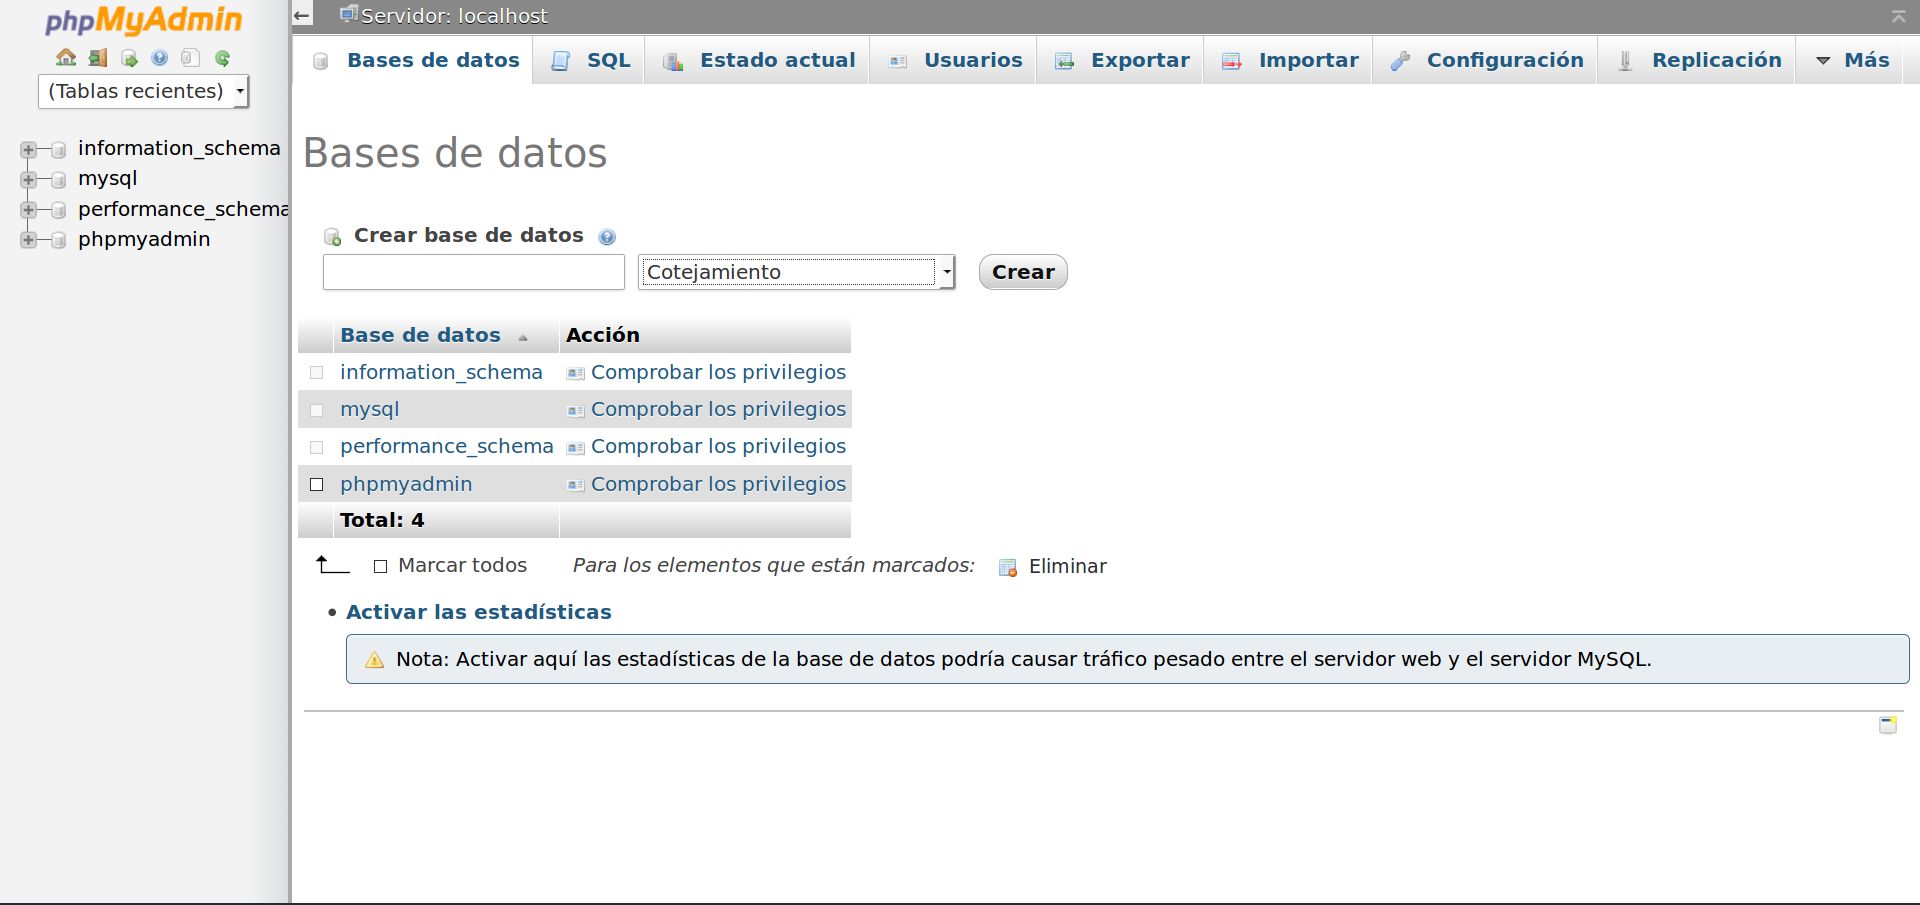 phpMyAdmin
(Tablas recientes)
information_schema
mysql
performance_schema
phpmyadmin
Servidor: localhost
Bases de datos SQL Estado actual Usuarios Exportar Importar Configuración Replicación Más
Bases de datos
Crear base de datos
Cotejamiento Crear
Base de datos Acción
information_schema Comprobar los privilegios
mysql Comprobar los privilegios
performance_schema Comprobar los privilegios
phpmyadmin Comprobar los privilegios
Total: 4
Marcar todos Para los elementos que están marcados: Eliminar
Activar las estadísticas
Nota: Activar aquí las estadísticas de la base de datos podría causar tráfico pesado entre el servidor web y el servidor MySQL.